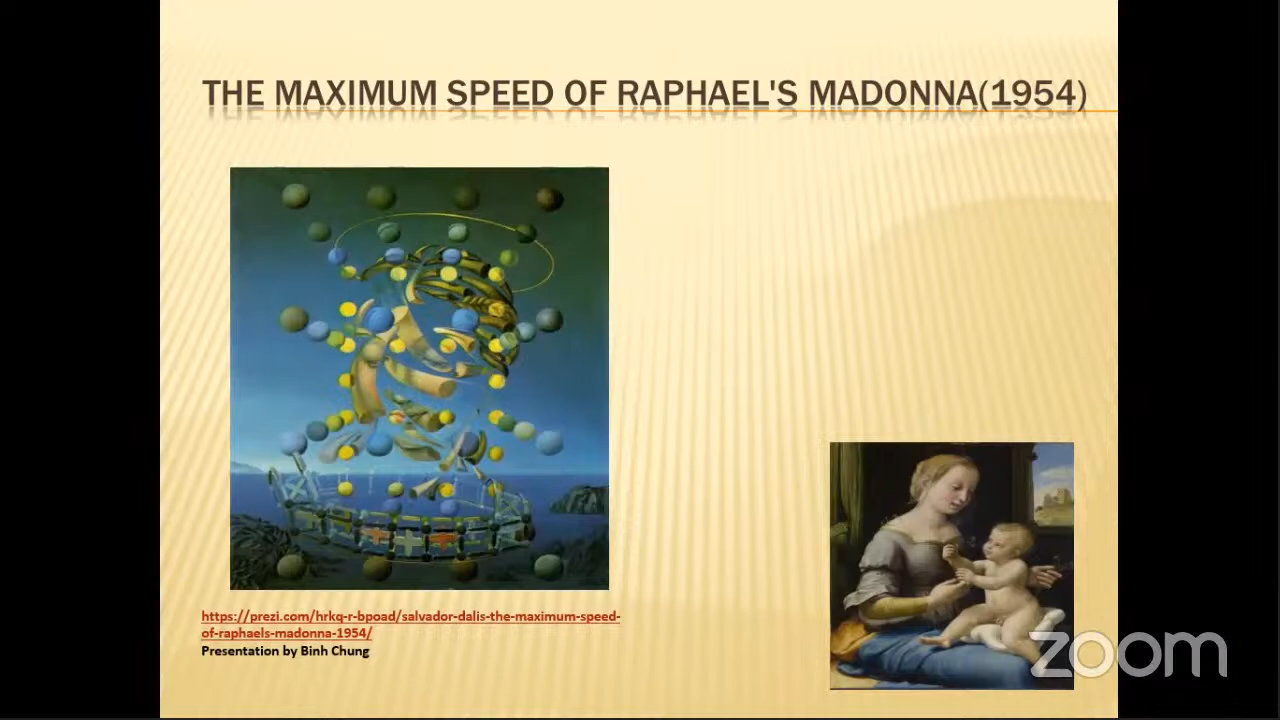 THE MAXIMUM SPEED OF RAPHAEL'S MADONNA(1954)
https://prezi.com/hrkq-r-bpoad/salvador-dalis-the-maximum-speed-
of-raphaels-madonna-1954/
Presentation by Binh Chung
zoom